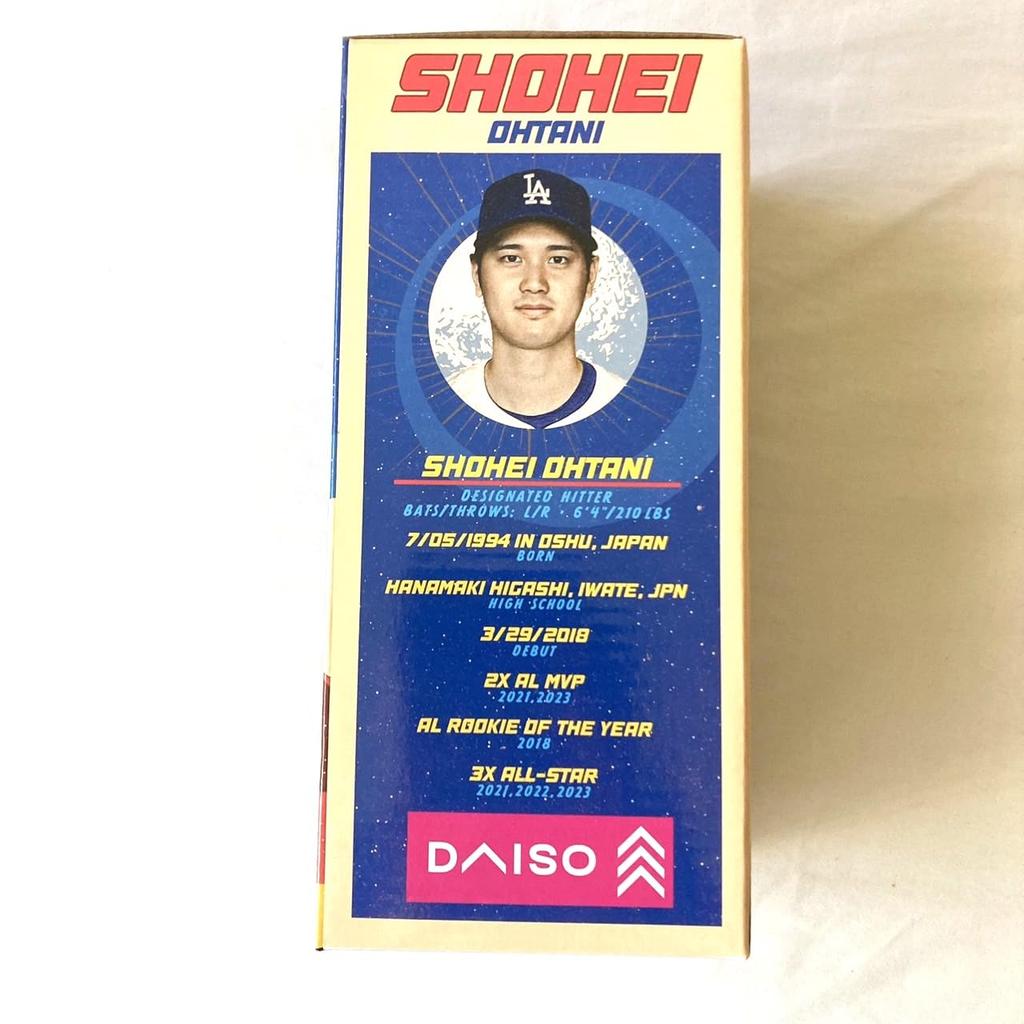 SHOHEI
OHTANI
LA
SHOHEI OHTANI
DESIGNATED HITTER
BATS/THROWS: L/R • 6'4"/210 LBS
7/05/1994 IN OSHU, JAPAN
BORN
HANAMAKI HIGASHI, IWATE, JPN
HIGH SCHOOL
3/29/2018
DEBUT
2X AL MVP
2021,2023
AL ROOKIE OF THE YEAR
2018
3X ALL-STAR
2021,2022,2023
DAISO